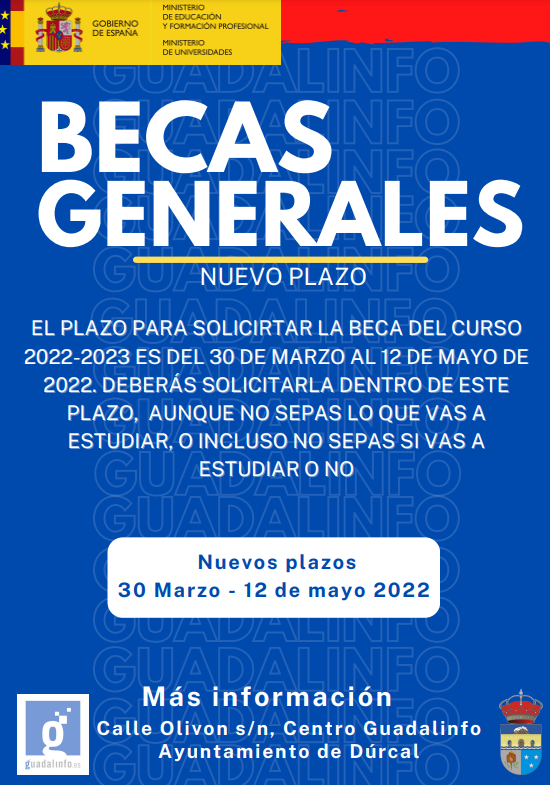 GOBIERNO
DE ESPAÑA
MINISTERIO
DE EDUCACIÓN
Y FORMACIÓN PROFESIONAL
MINISTERIO
DE UNIVERSIDADES
BECAS
GENERALES
NUEVO PLAZO
EL PLAZO PARA SOLICIRTAR LA BECA DEL CURSO
2022-2023 ES DEL 30 DE MARZO AL 12 DE MAYO DE
2022. DEBERÁS SOLICITARLA DENTRO DE ESTE
PLAZO, AUNQUE NO SEPAS LO QUE VAS A
ESTUDIAR, O INCLUSO NO SEPAS SI VAS A
ESTUDIAR O NO
GUADALINFO
Nuevos plazos
30 Marzo - 12 de mayo 2022
Más información
Calle Olivon s/n, Centro Guadalinfo
Ayuntamiento de Dúrcal
g
guadalinfo.es